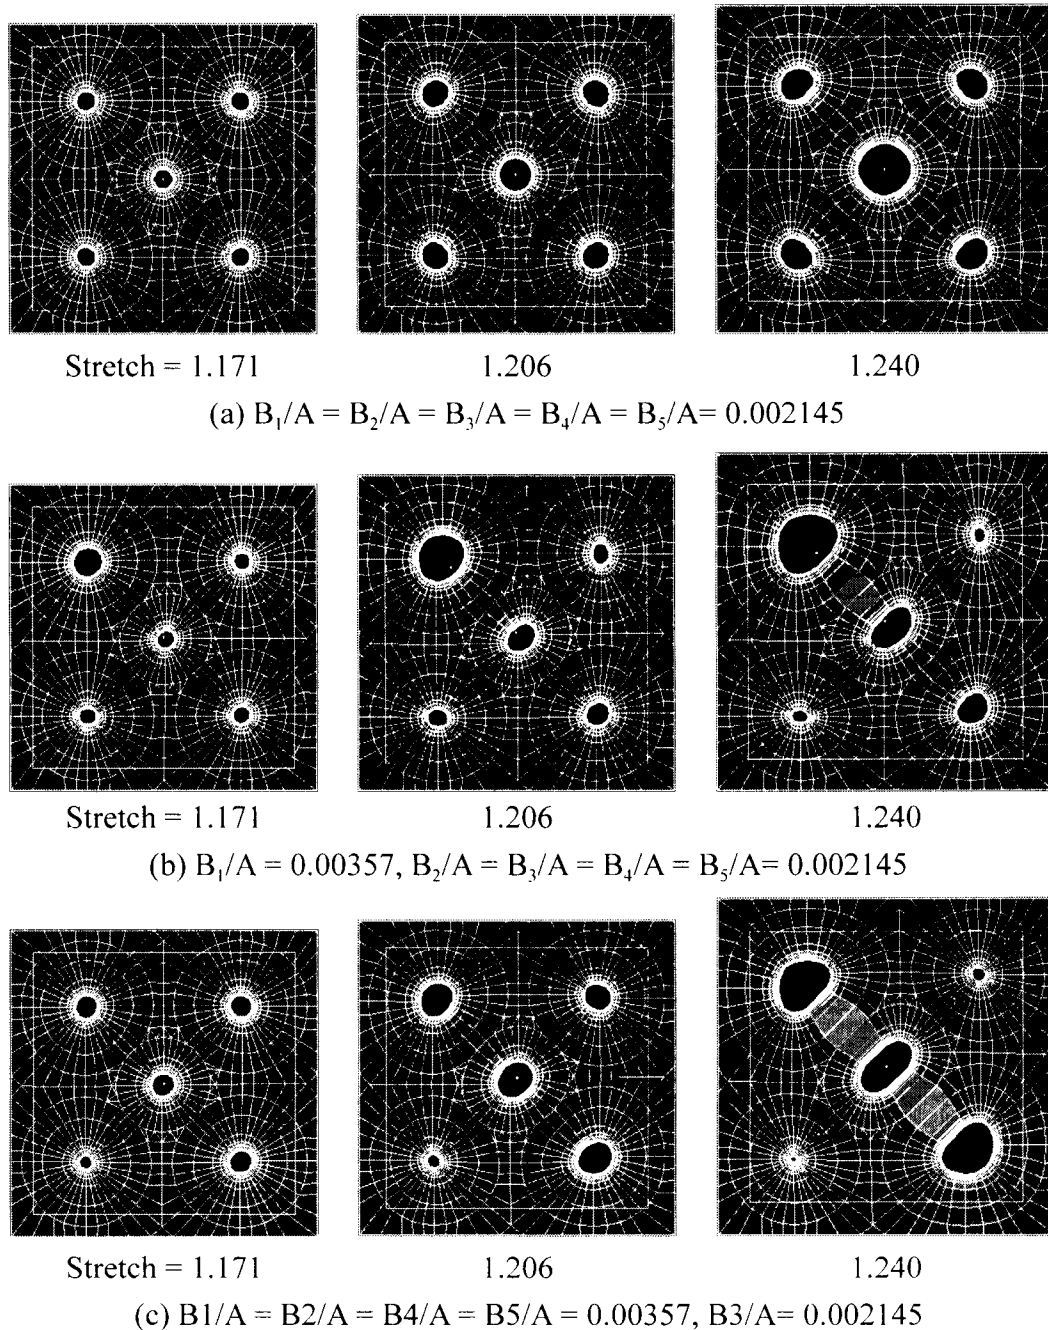 Stretch = 1.171 1.206 1.240
(a) B₁/A = B₂/A = B₃/A = B₄/A = B₅/A= 0.002145
Stretch = 1.171 1.206 1.240
(b) B₁/A = 0.00357, B₂/A = B₃/A = B₄/A = B₅/A= 0.002145
Stretch = 1.171 1.206 1.240
(c) B1/A = B2/A = B4/A = B5/A = 0.00357, B3/A= 0.002145